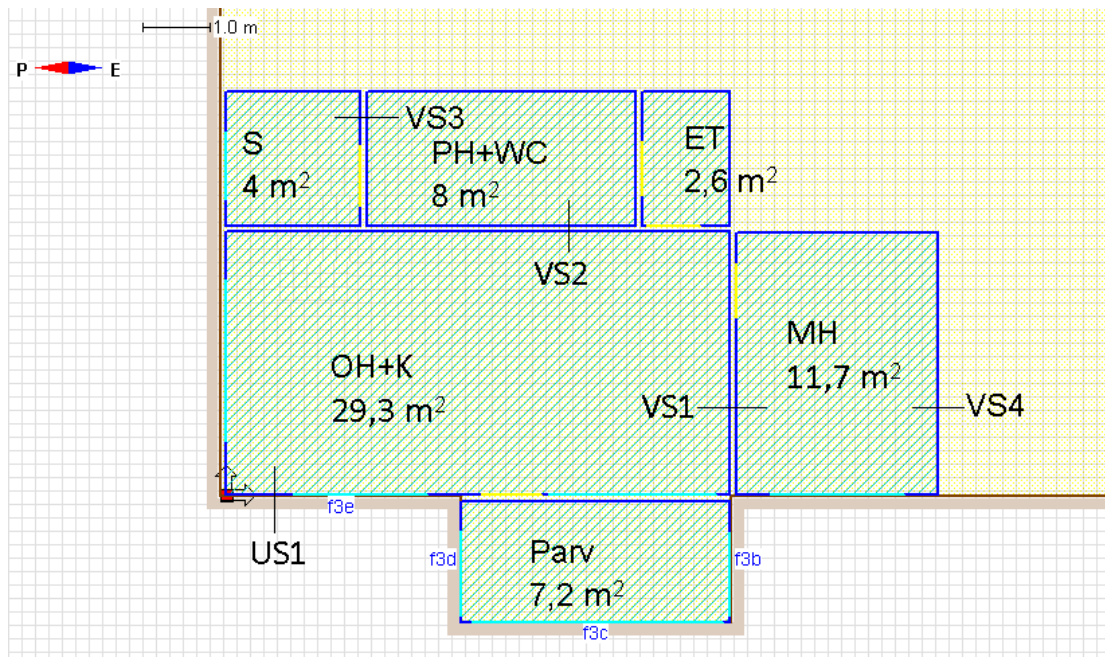 1.0 m
P E
S
4 m²
VS3
PH+WC
8 m²
ET
2,6 m²
VS2
OH+K
29,3 m²
MH
11,7 m²
VS1
VS4
f3e
US1
f3d
Parv
7,2 m²
f3b
f3c